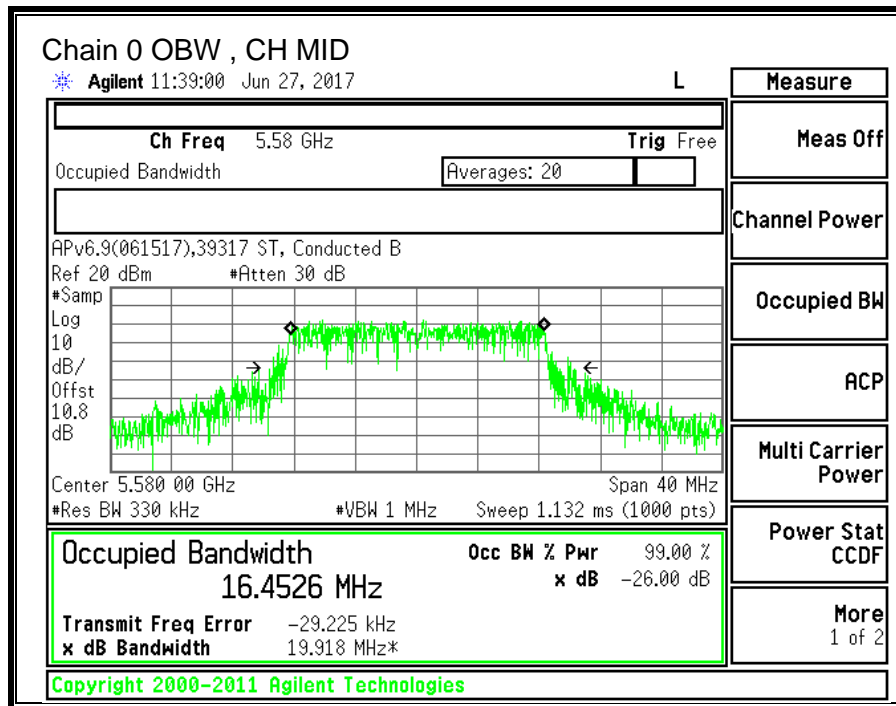 Chain 0 OBW , CH MID
Agilent 11:39:00 Jun 27, 2017 L
Measure
Ch Freq 5.58 GHz Trig Free
Occupied Bandwidth Averages: 20
APv6.9(061517),39317 ST, Conducted B
Ref 20 dBm #Atten 30 dB
#Samp
Log
10
dB/
Offst
10.8
dB
Center 5.580 00 GHz Span 40 MHz
#Res BW 330 kHz #VBW 1 MHz Sweep 1.132 ms (1000 pts)
Occupied Bandwidth Occ BW % Pwr 99.00 %
16.4526 MHz x dB -26.00 dB
Transmit Freq Error -29.225 kHz
x dB Bandwidth 19.918 MHz*
Meas Off
Channel Power
Occupied BW
ACP
Multi Carrier
Power
Power Stat
CCDF
More
1 of 2
Copyright 2000-2011 Agilent Technologies